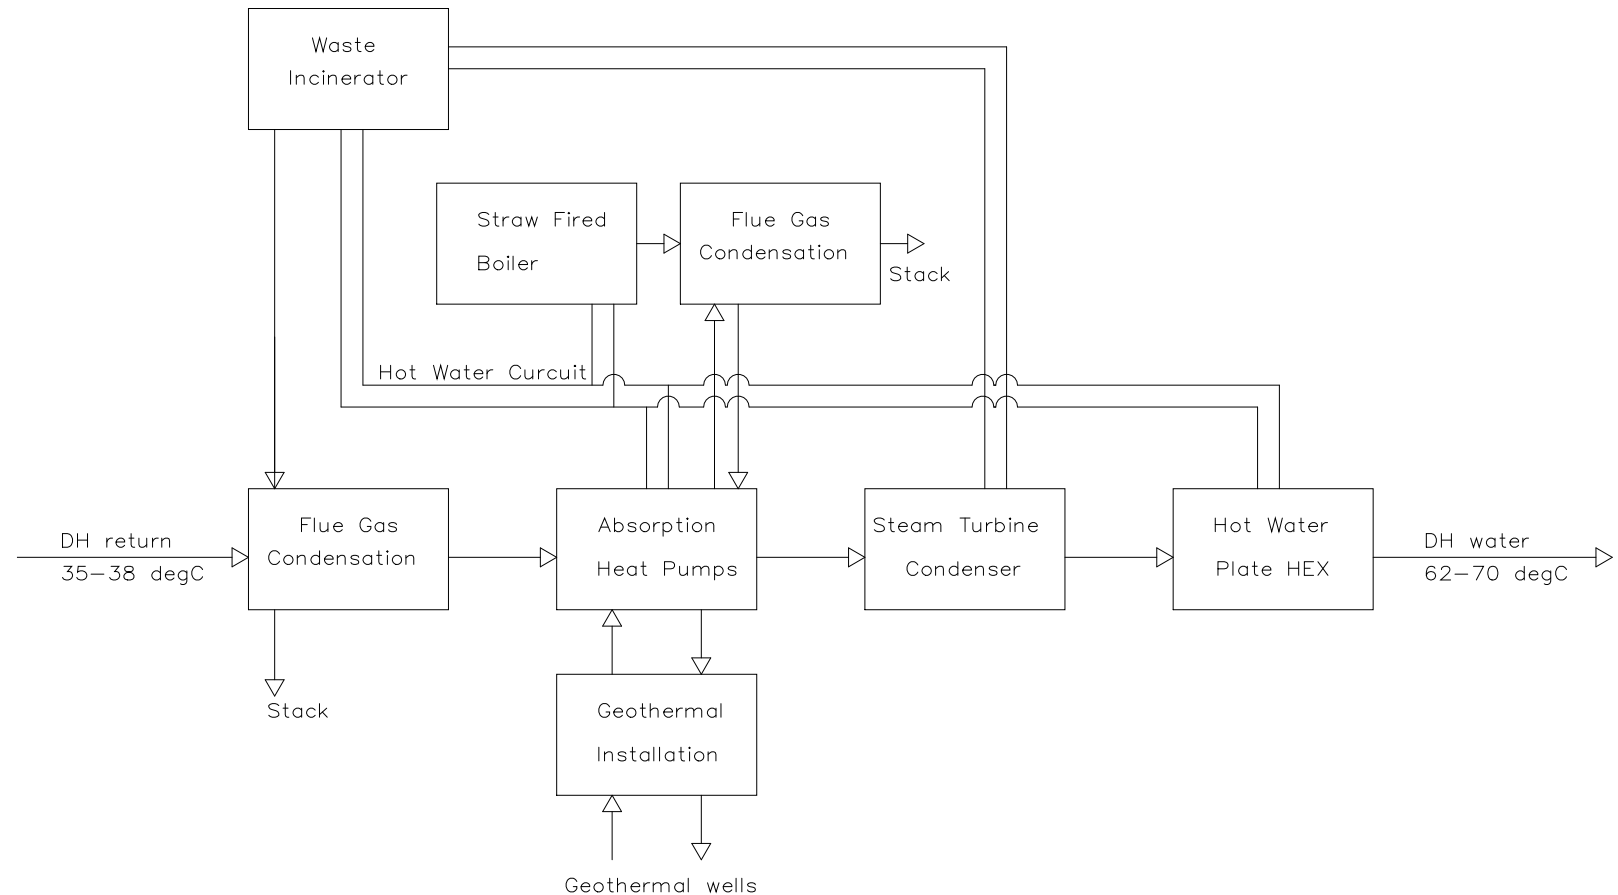 Waste
Incinerator
Straw Fired
Boiler
Flue Gas
Condensation
Stack
Hot Water Curcuit
DH return
35-38 degC
Flue Gas
Condensation
Absorption
Heat Pumps
Steam Turbine
Condenser
Hot Water
Plate HEX
DH water
62-70 degC
Stack
Geothermal
Installation
Geothermal wells